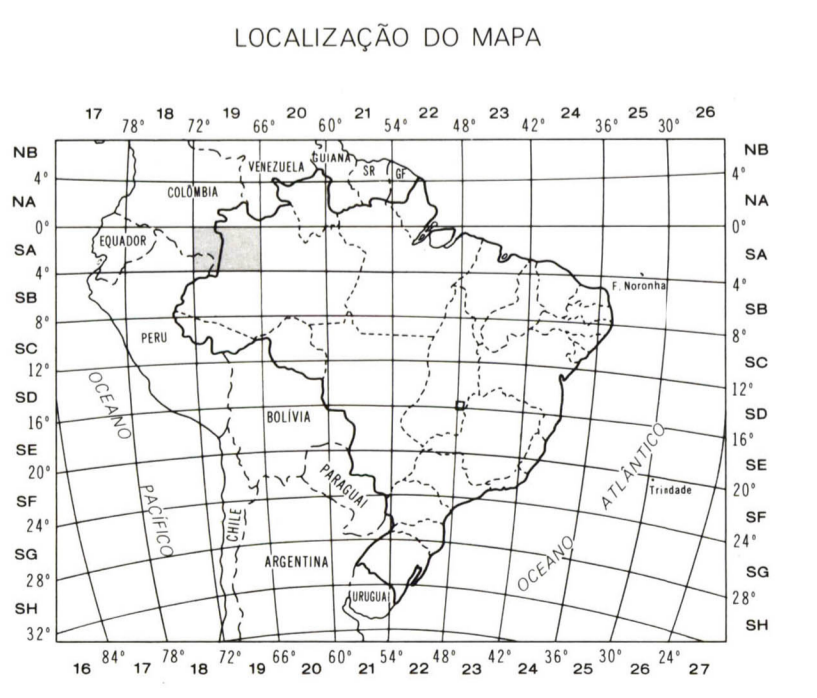 LOCALIZAÇÃO DO MAPA
17 18 19 20 21 22 23 24 25 26
78° 72° 66° 60° 54° 48° 42° 36° 30°
NB NB
GUIANA
VENEZUELA SR GF
4° 4°
COLÔMBIA
NA NA
0° 0°
EQUADOR
SA SA
4° 4°
F. Noronha
SB SB
8° PERU 8°
SC SC
12° 12°
OCEANO
SD SD
BOLÍVIA
16° 16°
ATLÂNTICO
SE SE
20° 20°
PARAGUAI
Trindade
PACÍFICO
SF SF
24° CHILE 24°
OCEANO
SG ARGENTINA SG
28° 28°
URUGUAI
SH SH
32°
84° 78° 72° 66° 60° 54° 48° 42° 36° 30° 24°
16 17 18 19 20 21 22 23 24 25 26 27